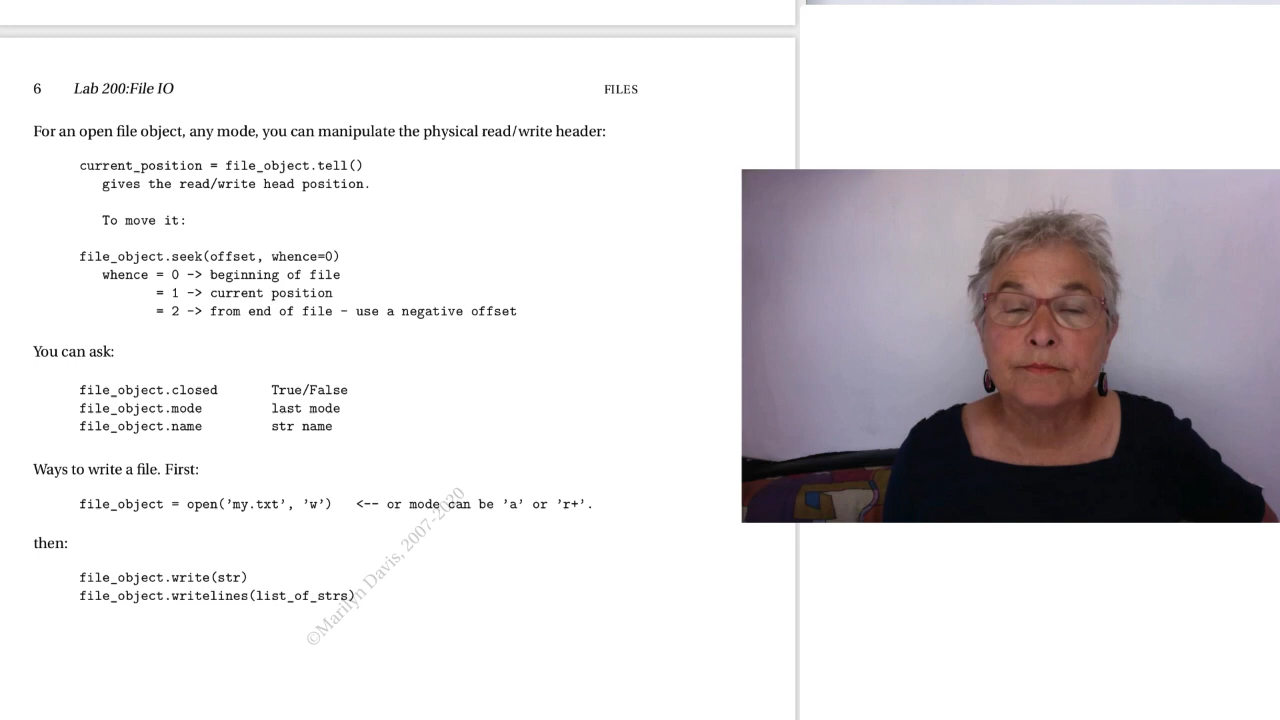 6 Lab 200:File IO FILES
For an open file object, any mode, you can manipulate the physical read/write header:
current_position = file_object.tell()
gives the read/write head position.
To move it:
file_object.seek(offset, whence=0)
whence = 0 -> beginning of file
= 1 -> current position
= 2 -> from end of file - use a negative offset
You can ask:
file_object.closed True/False
file_object.mode last mode
file_object.name str name
Ways to write a file. First:
file_object = open('my.txt', 'w') <-- or mode can be 'a' or 'r+'.
then:
file_object.write(str)
file_object.writelines(list_of_strs)
©Marilyn Davis, 2007-2020